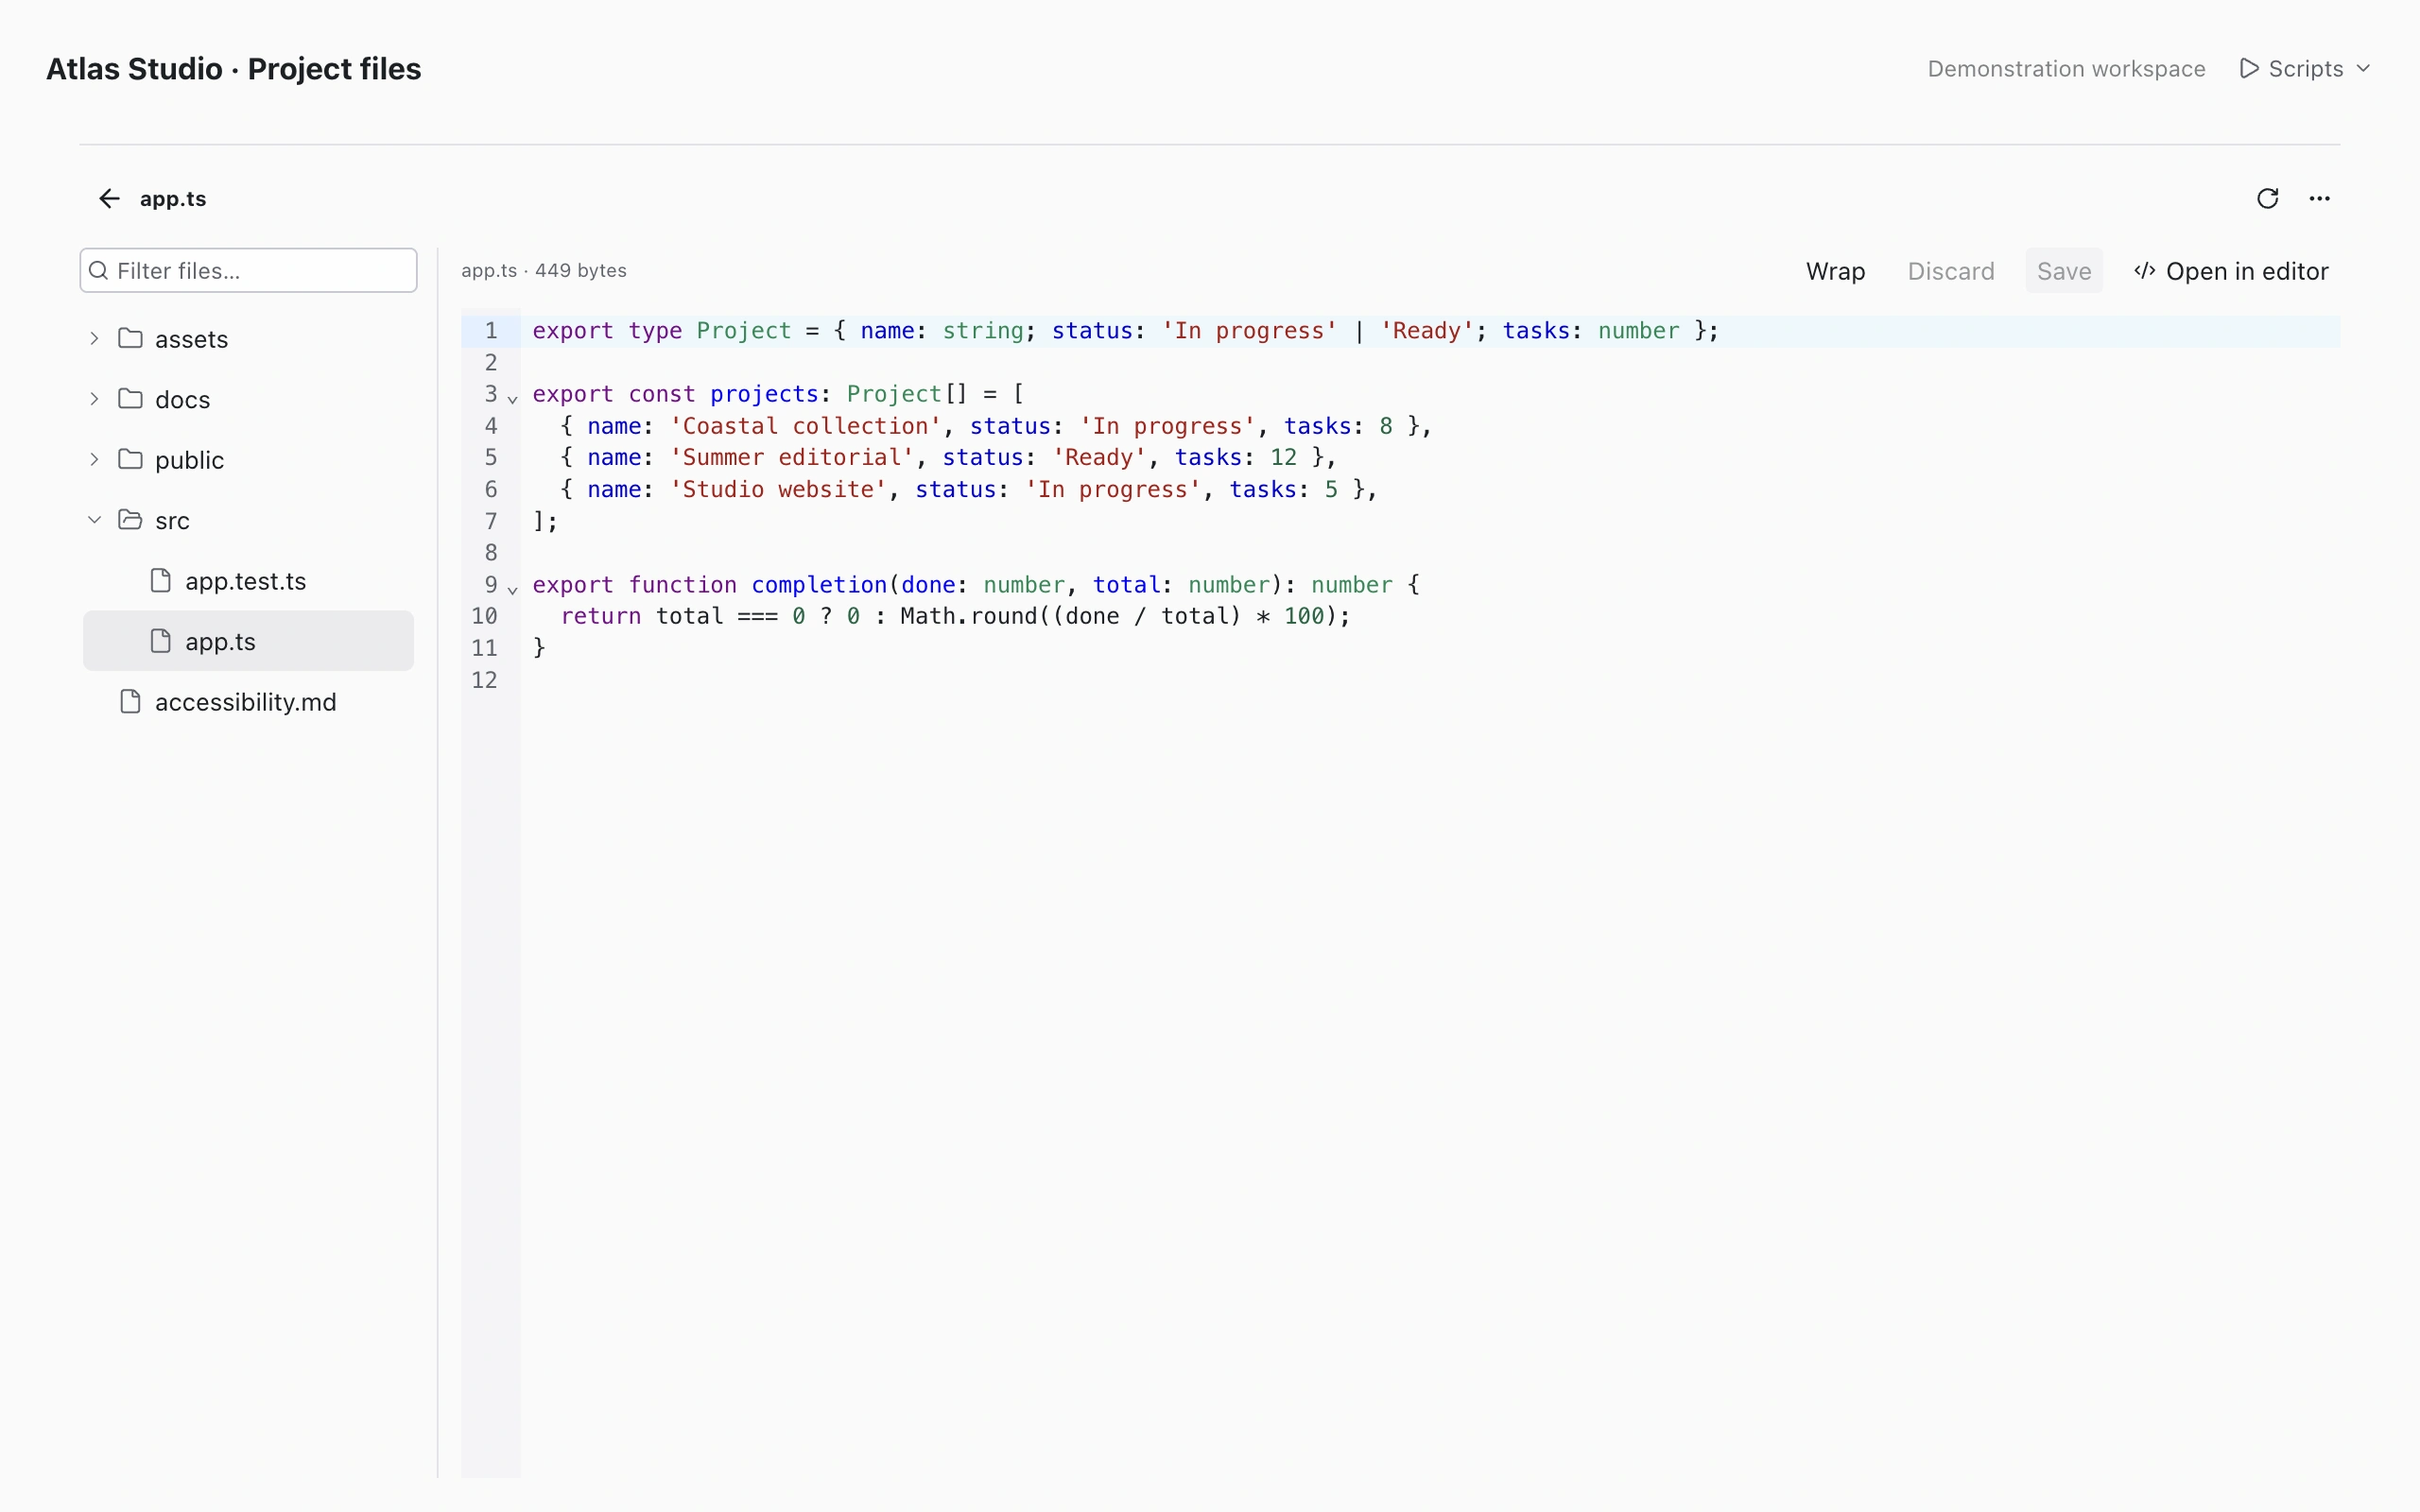 Atlas Studio · Project files
Demonstration workspace
Scripts
app.ts
Filter files...
assets
docs
public
src
app.test.ts
app.ts
accessibility.md
app.ts · 449 bytes
Wrap
Discard
Save
Open in editor
1 export type Project = { name: string; status: 'In progress' | 'Ready'; tasks: number };
2
3 export const projects: Project[] = [
4   { name: 'Coastal collection', status: 'In progress', tasks: 8 },
5   { name: 'Summer editorial', status: 'Ready', tasks: 12 },
6   { name: 'Studio website', status: 'In progress', tasks: 5 },
7 ];
8
9 export function completion(done: number, total: number): number {
10   return total === 0 ? 0 : Math.round((done / total) * 100);
11 }
12